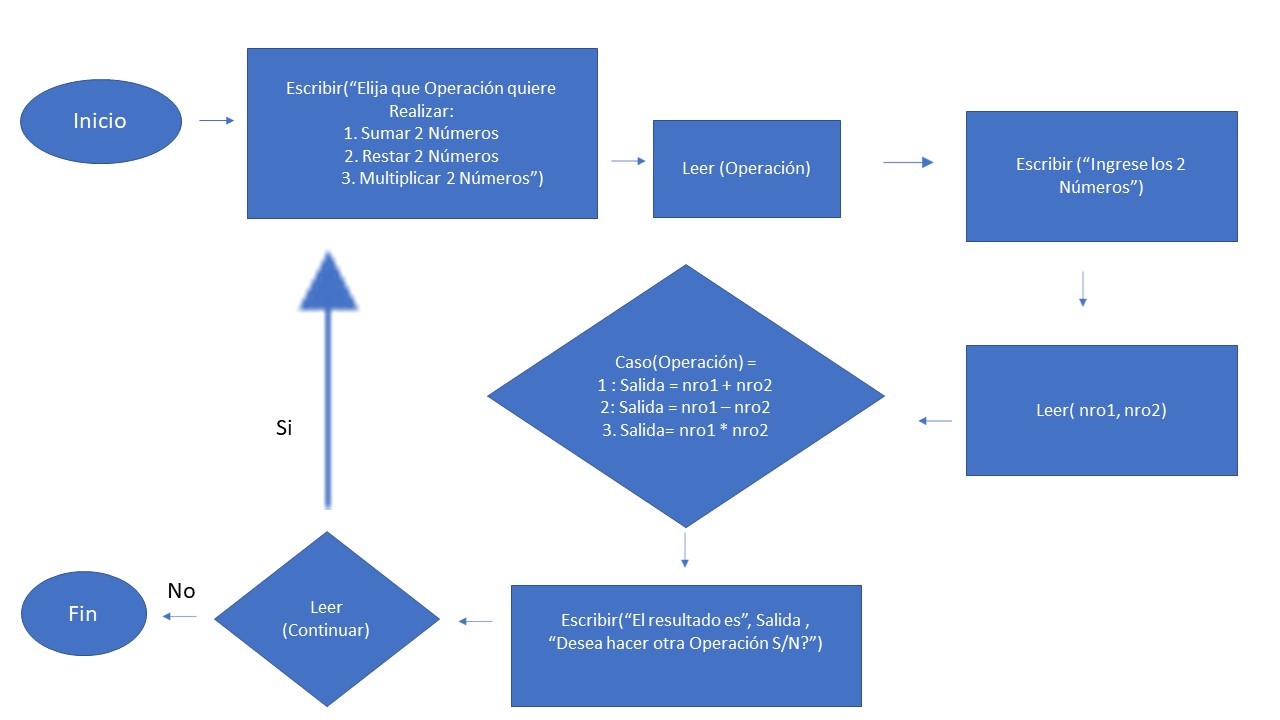 Inicio
Escribir(“Elija que Operación quiere
Realizar:
1. Sumar 2 Números
2. Restar 2 Números
3. Multiplicar 2 Números”)
Leer (Operación)
Escribir (“Ingrese los 2
Números”)
Leer( nro1, nro2)
Caso(Operación) =
1 : Salida = nro1 + nro2
2: Salida = nro1 – nro2
3. Salida= nro1 * nro2
Escribir(“El resultado es”, Salida ,
“Desea hacer otra Operación S/N?”)
Leer
(Continuar)
Si
No
Fin